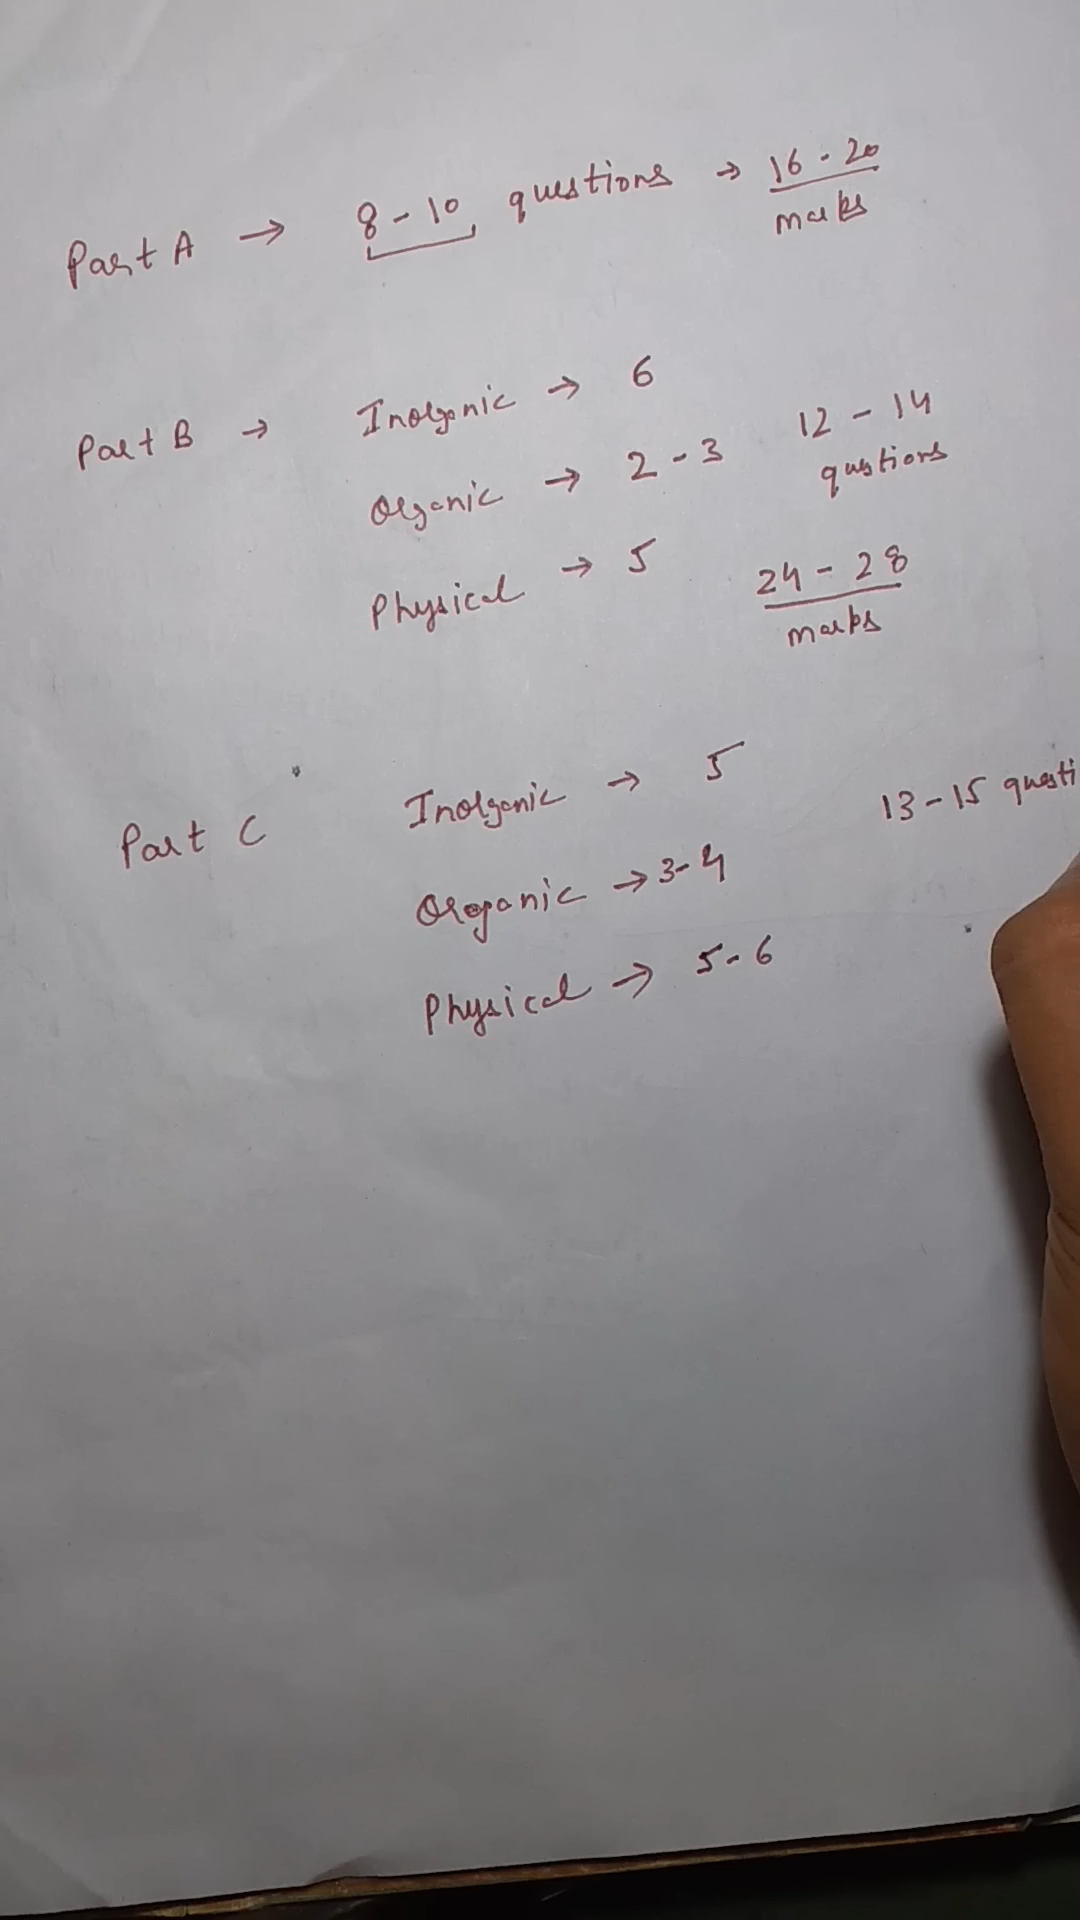 Part A → 8-10 questions → 16-20
marks
Part B → Inorganic → 6
Organic → 2-3
12-14
questions
Physical → 5
24-28
marks
Part C Inorganic → 5
13-15 questi
Organic → 3-4
Physical → 5-6